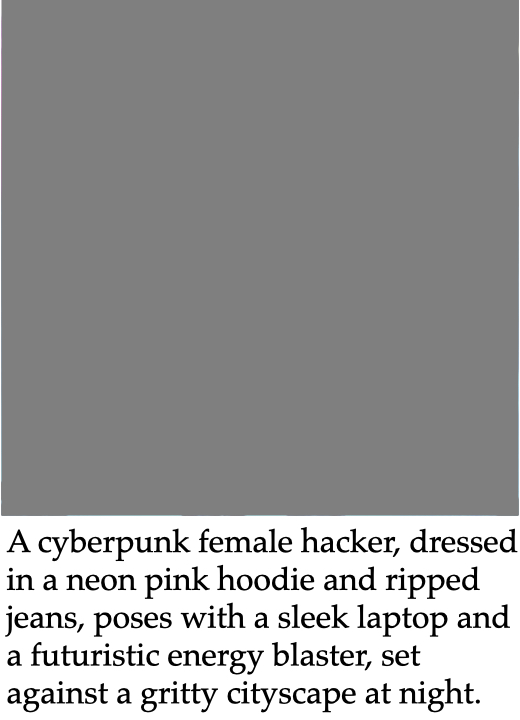 A cyberpunk female hacker, dressed
in a neon pink hoodie and ripped
jeans, poses with a sleek laptop and
a futuristic energy blaster, set
against a gritty cityscape at night.